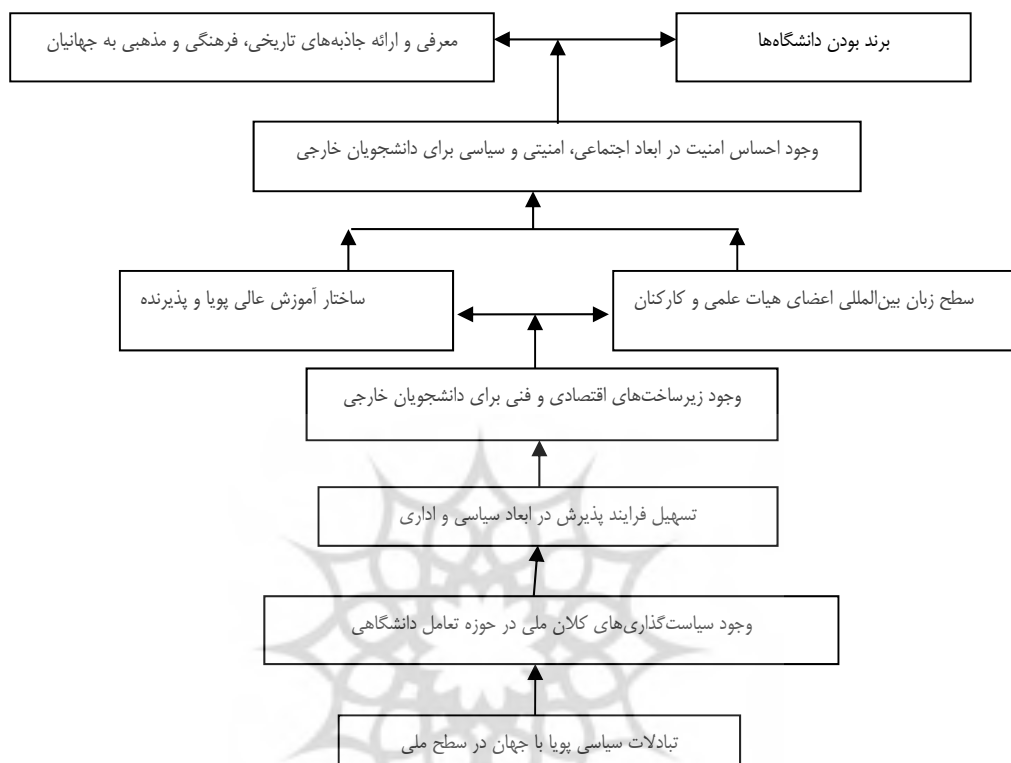 برند بودن دانشگاه‌ها
معرفی و ارائه جاذبه‌های تاریخی، فرهنگی و مذهبی به جهانیان
وجود احساس امنیت در ابعاد اجتماعی، امنیتی و سیاسی برای دانشجویان خارجی
سطح زبان بین‌المللی اعضای هیات علمی و کارکنان
ساختار آموزش عالی پویا و پذیرنده
وجود زیرساخت‌های اقتصادی و فنی برای دانشجویان خارجی
تسهیل فرایند پذیرش در ابعاد سیاسی و اداری
وجود سیاست‌گذاری‌های کلان ملی در حوزه تعامل دانشگاهی
تبادلات سیاسی پویا با جهان در سطح ملی